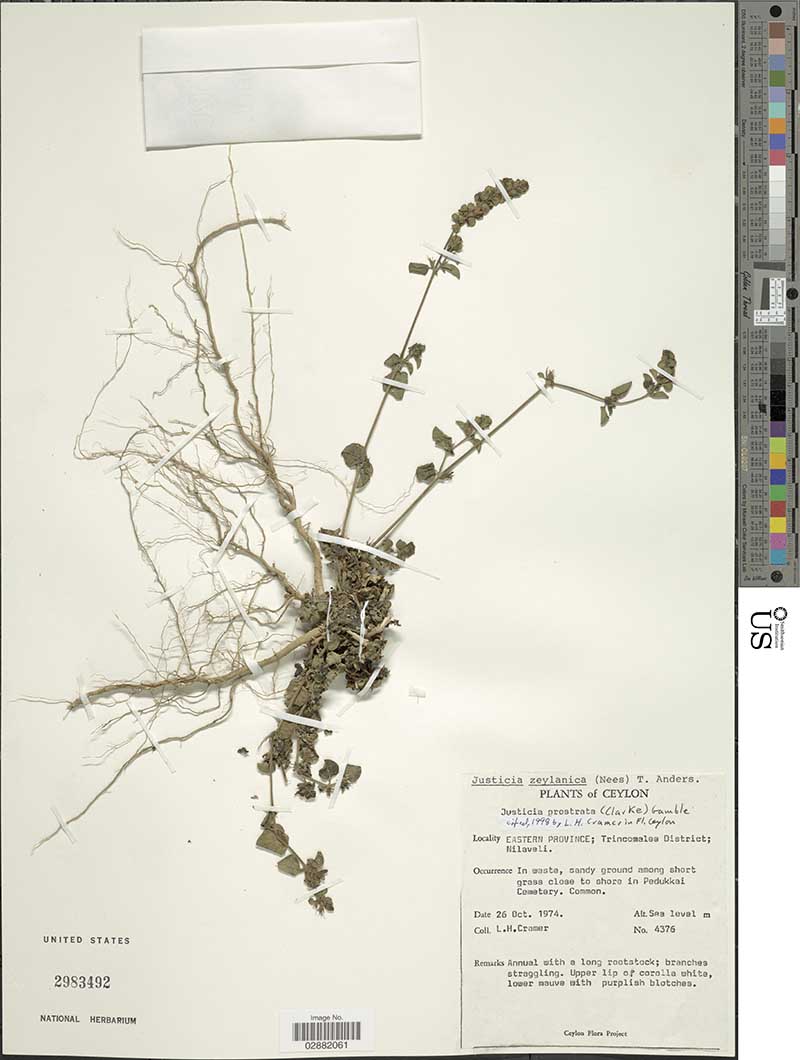 Justicia zeylanica (Nees) T. Anders.
PLANTS of CEYLON
Justicia prostrata (Clarke) Gamble
cited, 1998 by L. H. Cramer in Fl. Ceylon
Locality EASTERN PROVINCE; Trincomalee District;
Nilaveli.
Occurrence In waste, sandy ground among short
grass close to shore in Pedukkai
Cemetery. Common.
Date 26 Oct. 1974. Alt. Sea level m
Coll. L.H.Cramer No. 4376
Remarks Annual with a long rootstock; branches
straggling. Upper lip of corolla white,
lower mauve with purplish blotches.
Ceylon Flora Project
UNITED STATES
2983492
NATIONAL HERBARIUM
Image No.
02882061
Golden Thread
Smithsonian
Institution
US